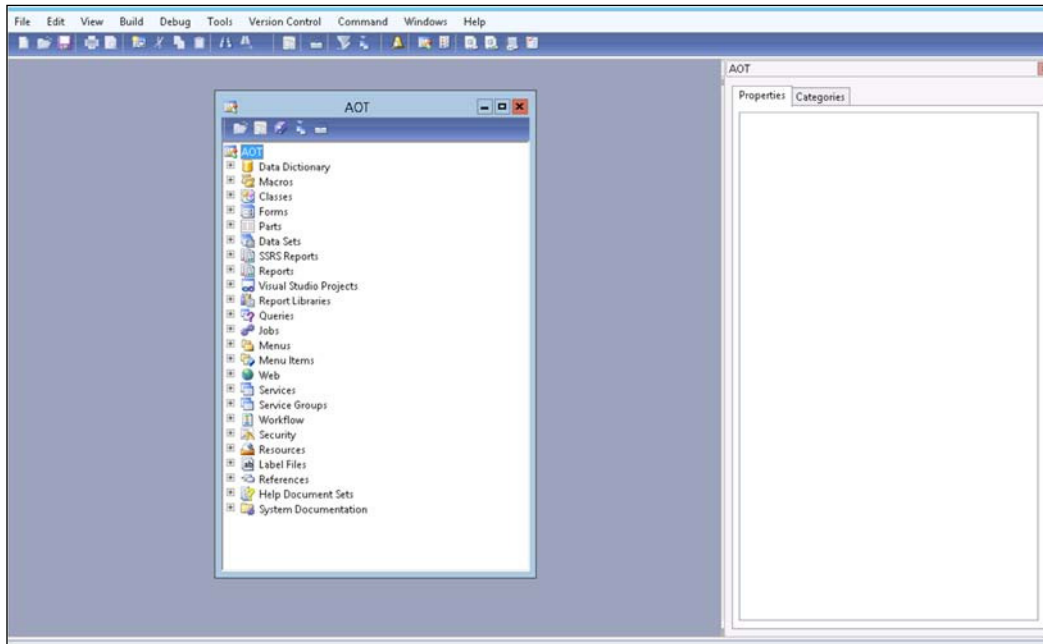 File Edit View Build Debug Tools Version Control Command Windows Help
AOT
Properties Categories
AOT
AOT
Data Dictionary
Macros
Classes
Forms
Parts
Data Sets
SSRS Reports
Reports
Visual Studio Projects
Report Libraries
Queries
Jobs
Menus
Menu Items
Web
Services
Service Groups
Workflow
Security
Resources
Label Files
References
Help Document Sets
System Documentation